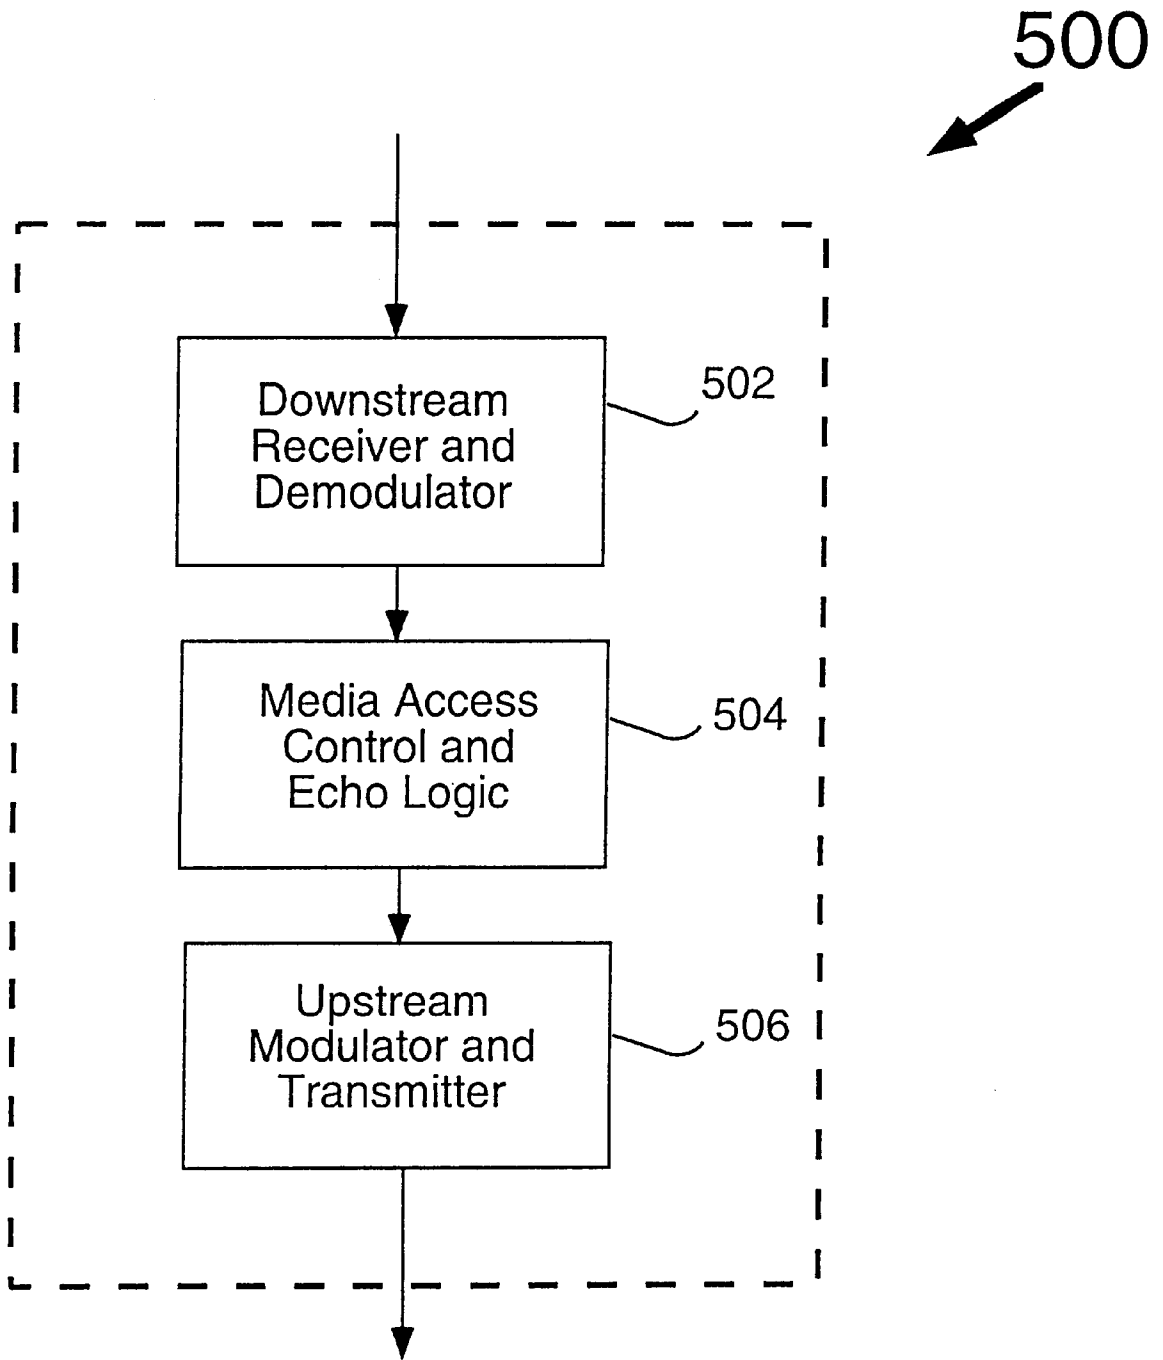 500
Downstream
Receiver and
Demodulator
502
Media Access
Control and
Echo Logic
504
Upstream
Modulator and
Transmitter
506